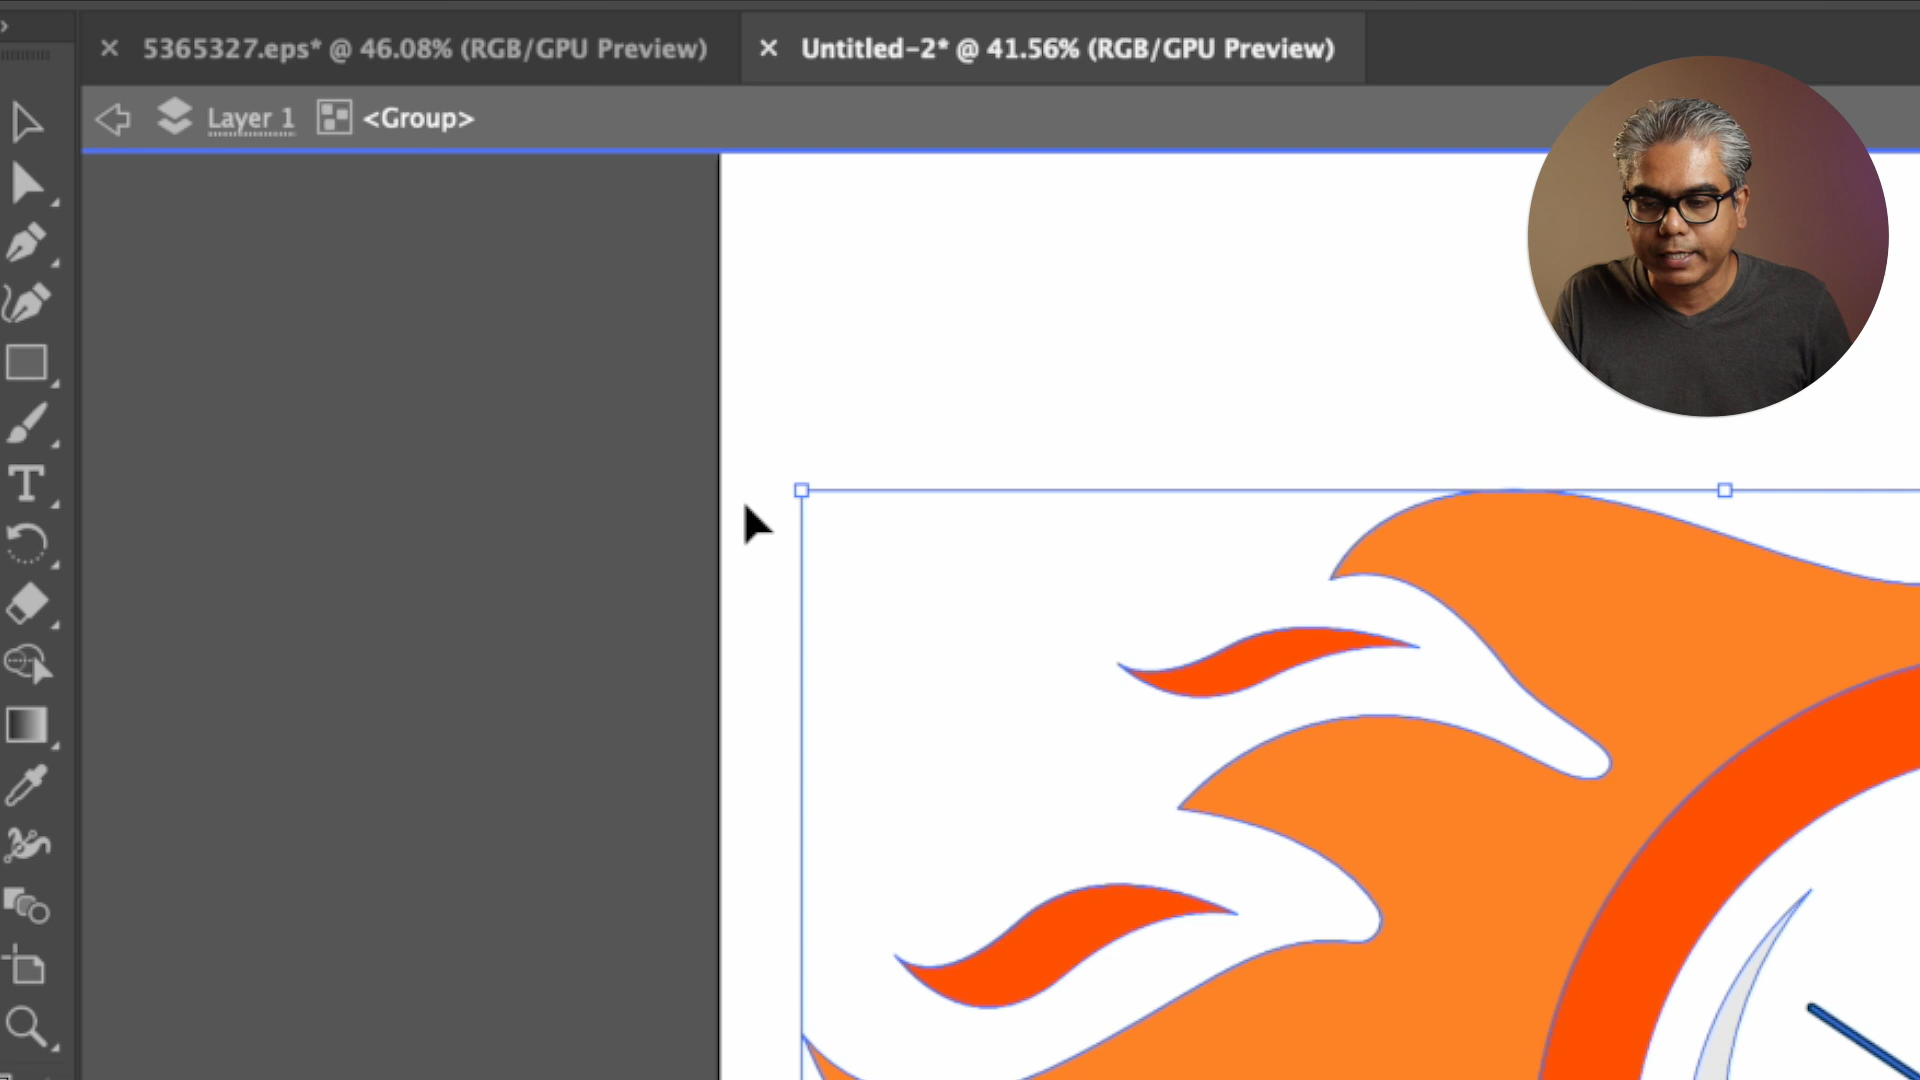 5365327.eps* @ 46.08% (RGB/GPU Preview)
Untitled-2* @ 41.56% (RGB/GPU Preview)
Layer 1
<Group>